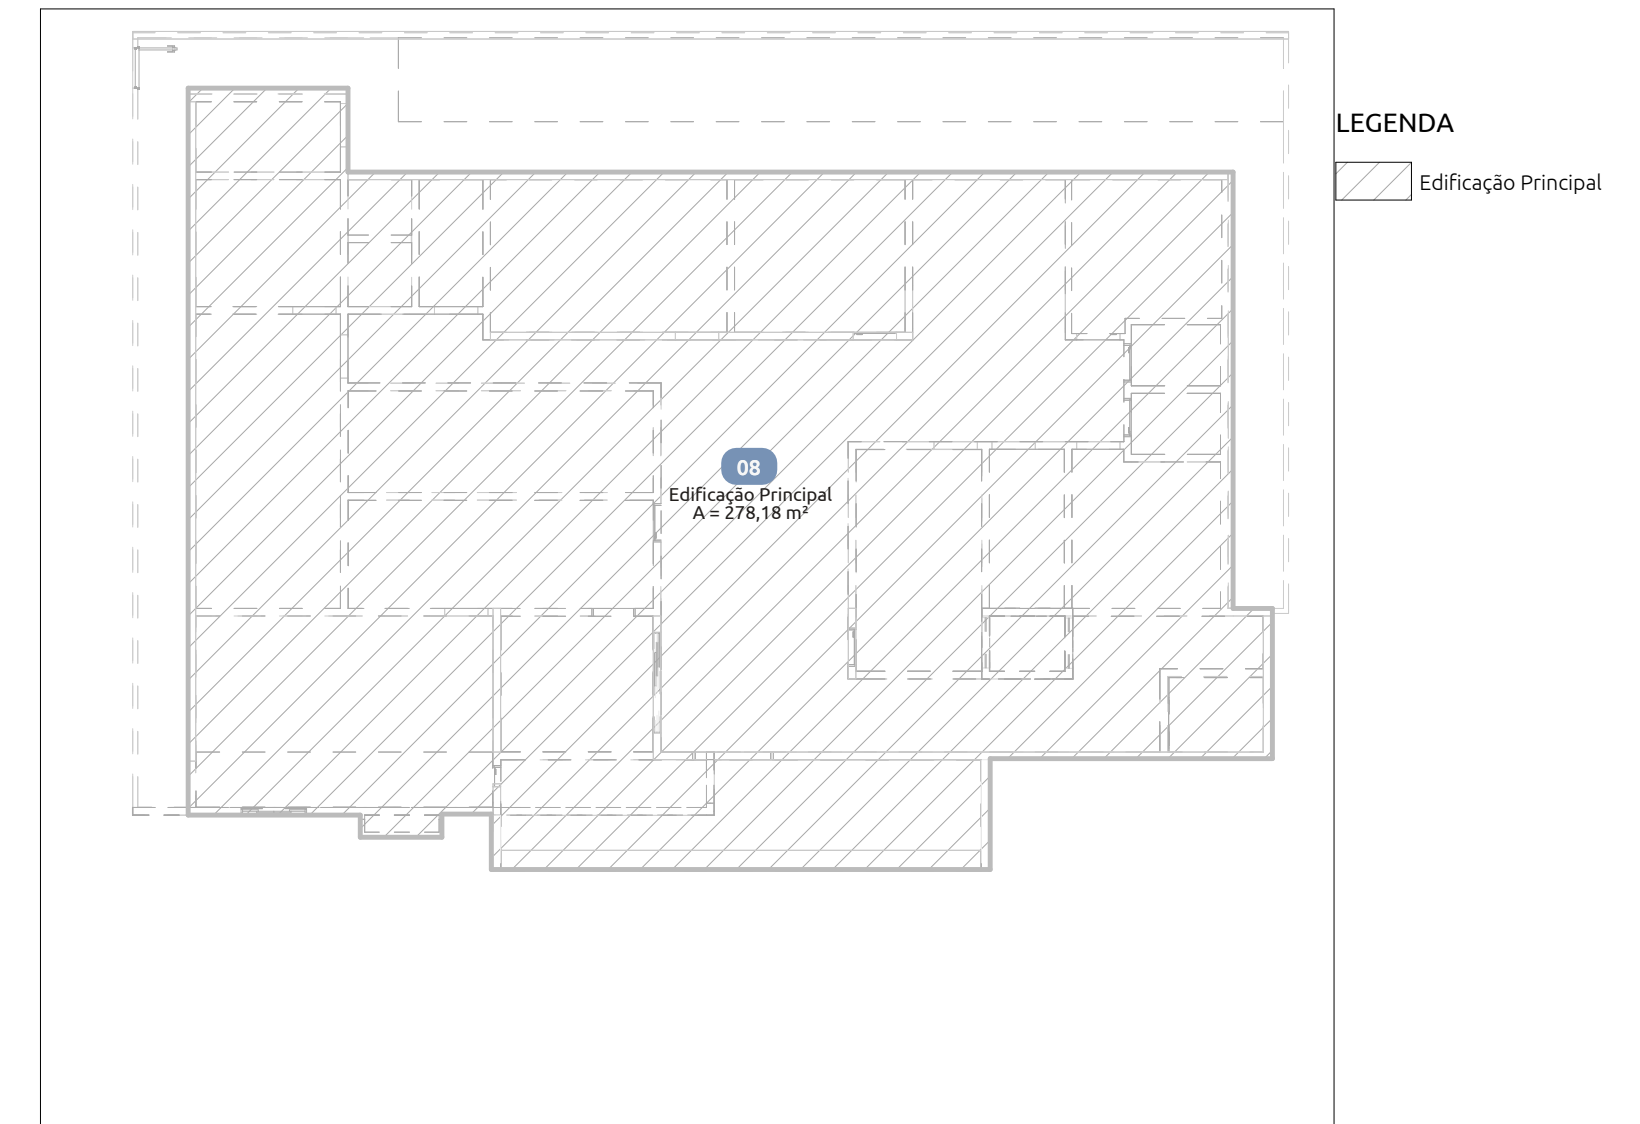 LEGENDA
Edificação Principal
08
Edificação Principal
A = 278,18 m²